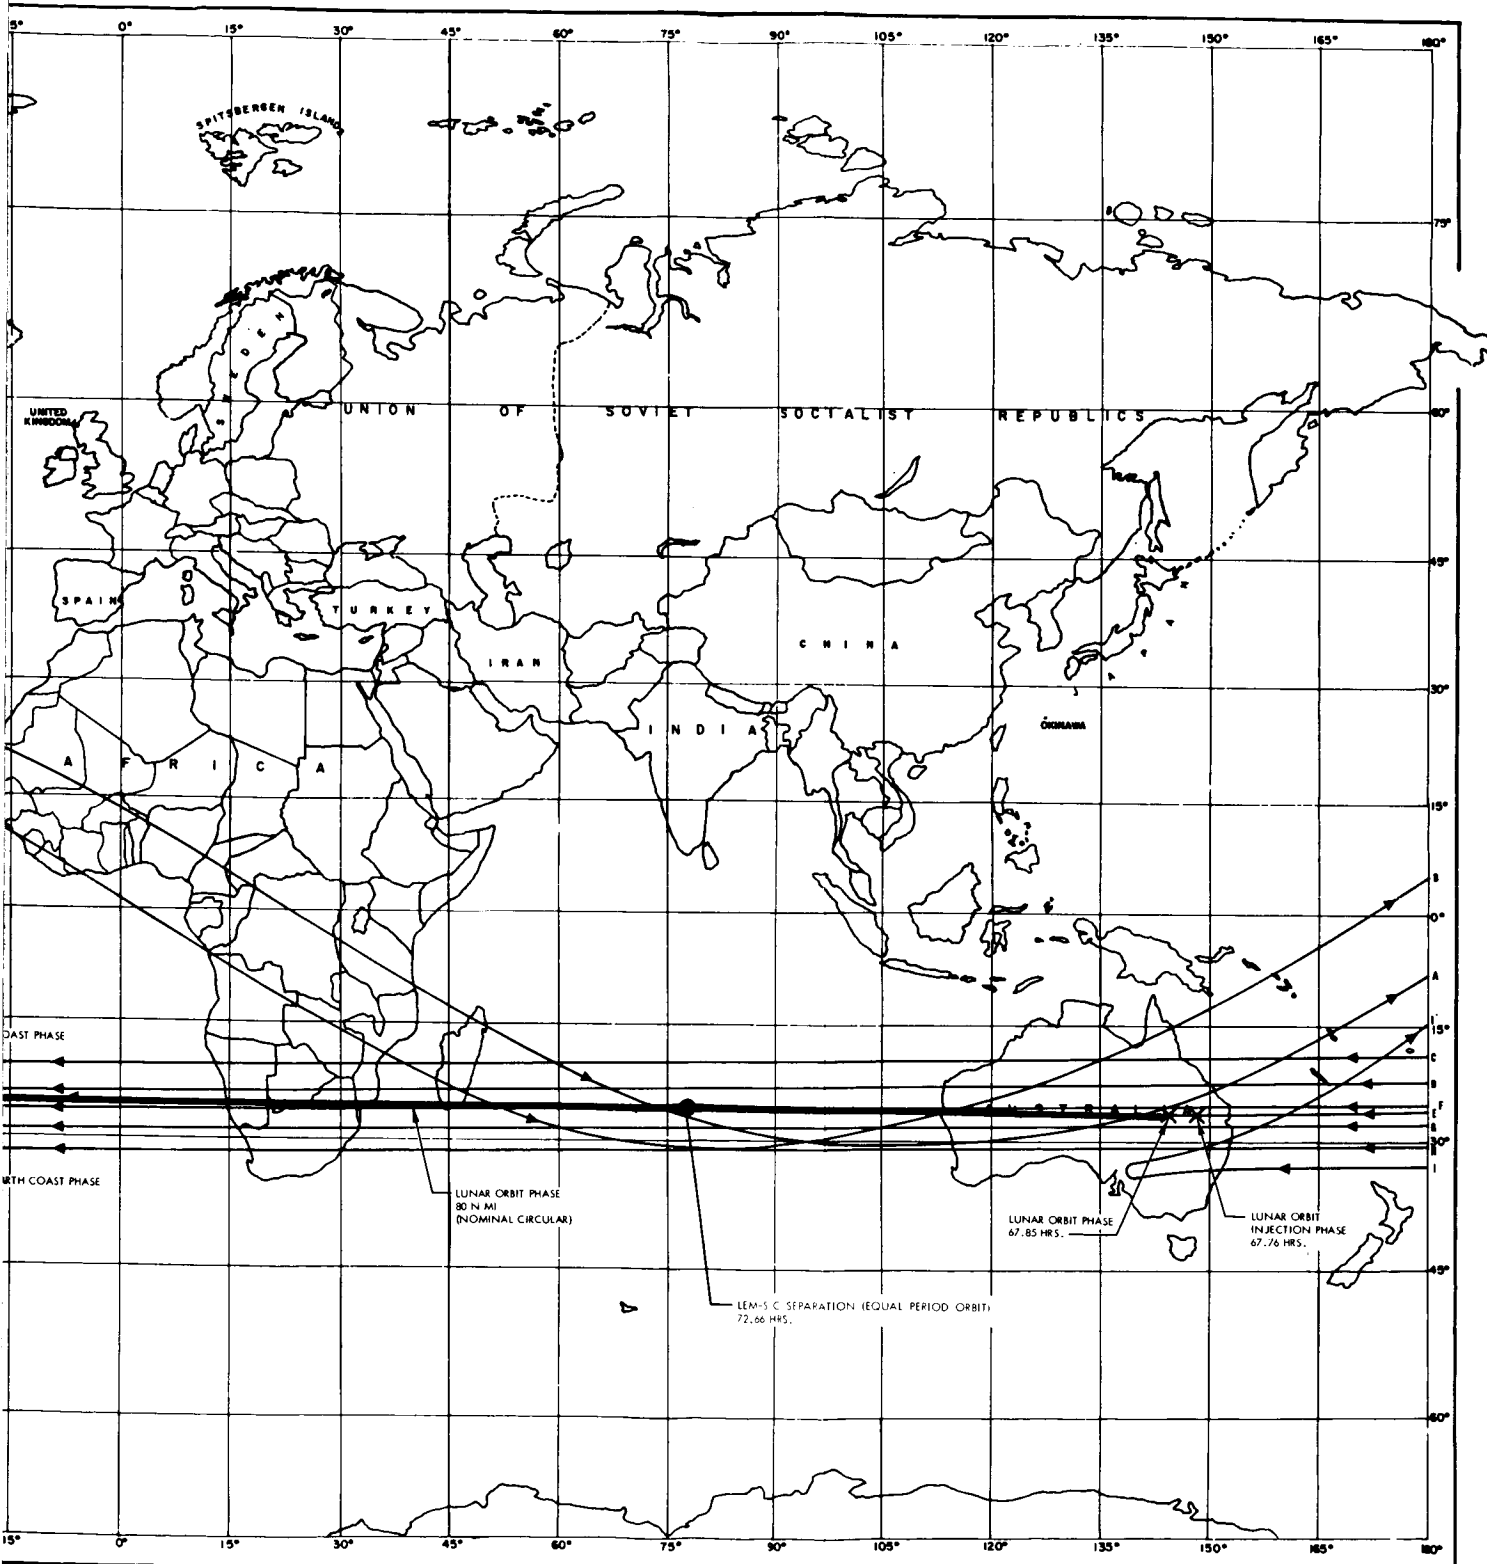 15° 0° 15° 30° 45° 60° 75° 90° 105° 120° 135° 150° 165° 180°
SPITSBERGEN ISLANDS
75°
SWEDEN
UNITED
KINGDOM
UNION OF SOVIET SOCIALIST REPUBLICS
60°
45°
SPAIN
TURKEY
CHINA
JAPAN
IRAN
30°
INDIA
OKINAWA
AFRICA
15°
B
0°
A
15°
OAST PHASE
C
D
F
E
AUSTRALIA
30°
I
RTH COAST PHASE
LUNAR ORBIT PHASE
80 N MI
(NOMINAL CIRCULAR)
LUNAR ORBIT PHASE
67.85 HRS.
LUNAR ORBIT
INJECTION PHASE
67.76 HRS.
45°
LEM-S C SEPARATION (EQUAL PERIOD ORBIT)
72.66 HRS.
60°
15° 0° 15° 30° 45° 60° 75° 90° 105° 120° 135° 150° 165° 180°